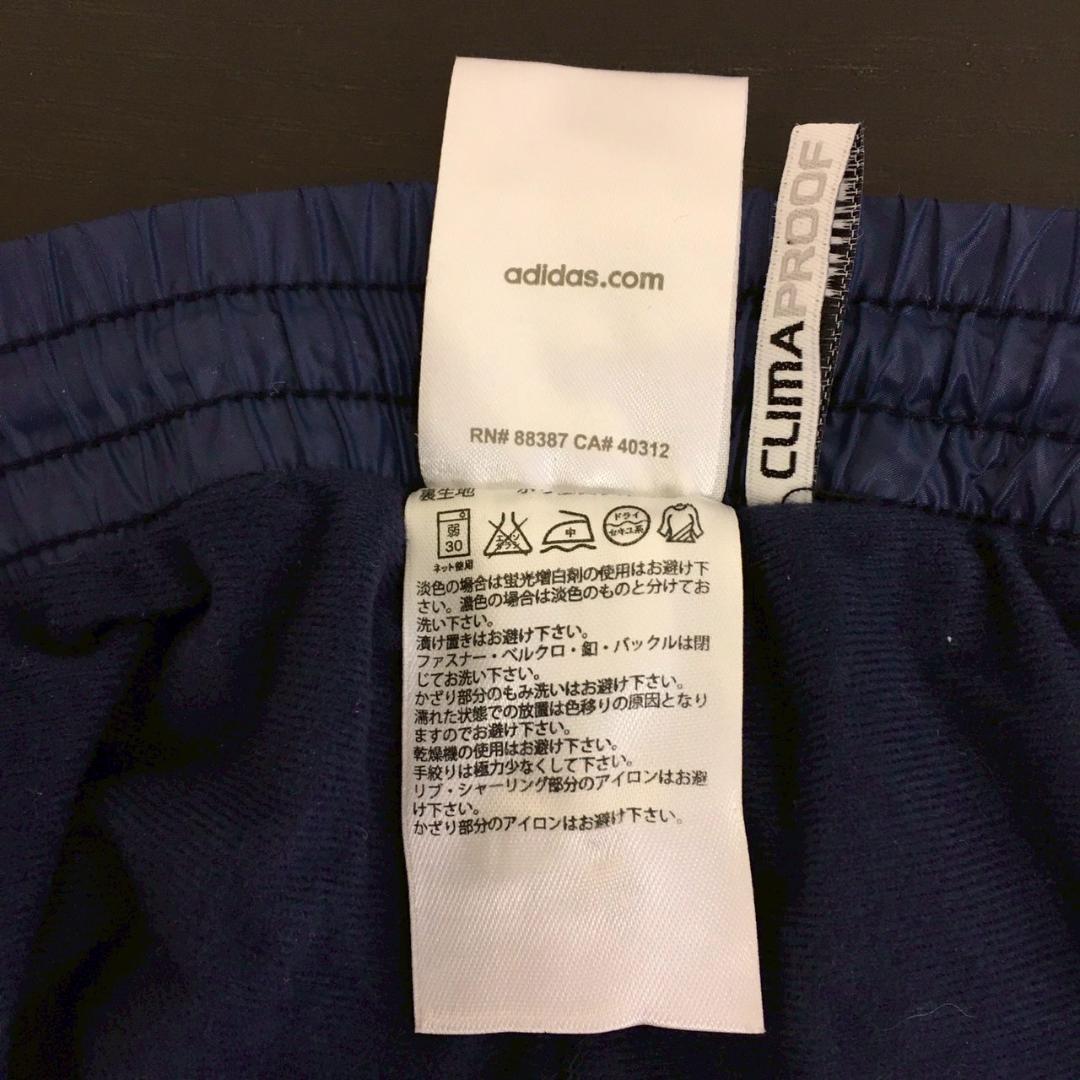 adidas.com
RN# 88387 CA# 40312
CLIMAPROOF
裏生地
弱
30
ネット使用
エンソ
サラシ
中
ドライ
セキユ系
淡色の場合は蛍光増白剤の使用はお避け下
さい。濃色の場合は淡色のものと分けてお
洗い下さい。
漬け置きはお避け下さい。
ファスナー・ベルクロ・釦・バックルは閉
じてお洗い下さい。
かざり部分のもみ洗いはお避け下さい。
濡れた状態での放置は色移りの原因となり
ますのでお避け下さい。
乾燥機の使用はお避け下さい。
手絞りは極力少なくして下さい。
リブ・シャーリング部分のアイロンはお避
け下さい。
かざり部分のアイロンはお避け下さい。